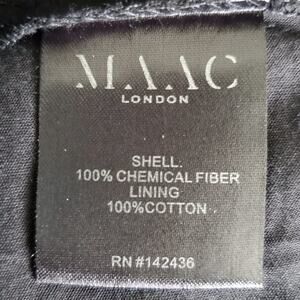 MAAC
LONDON
SHELL.
100% CHEMICAL FIBER
LINING
100%COTTON
RN #142436